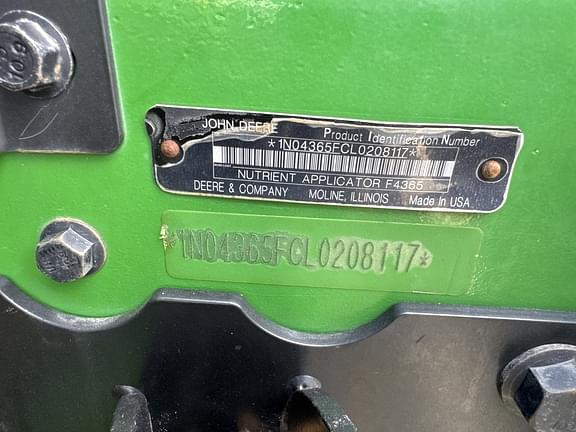 JOHN DEERE
Product Identification Number
*1N04365FCL0208117*
NUTRIENT APPLICATOR F4365
DEERE & COMPANY MOLINE, ILLINOIS Made In USA
*1N04365FCL0208117*